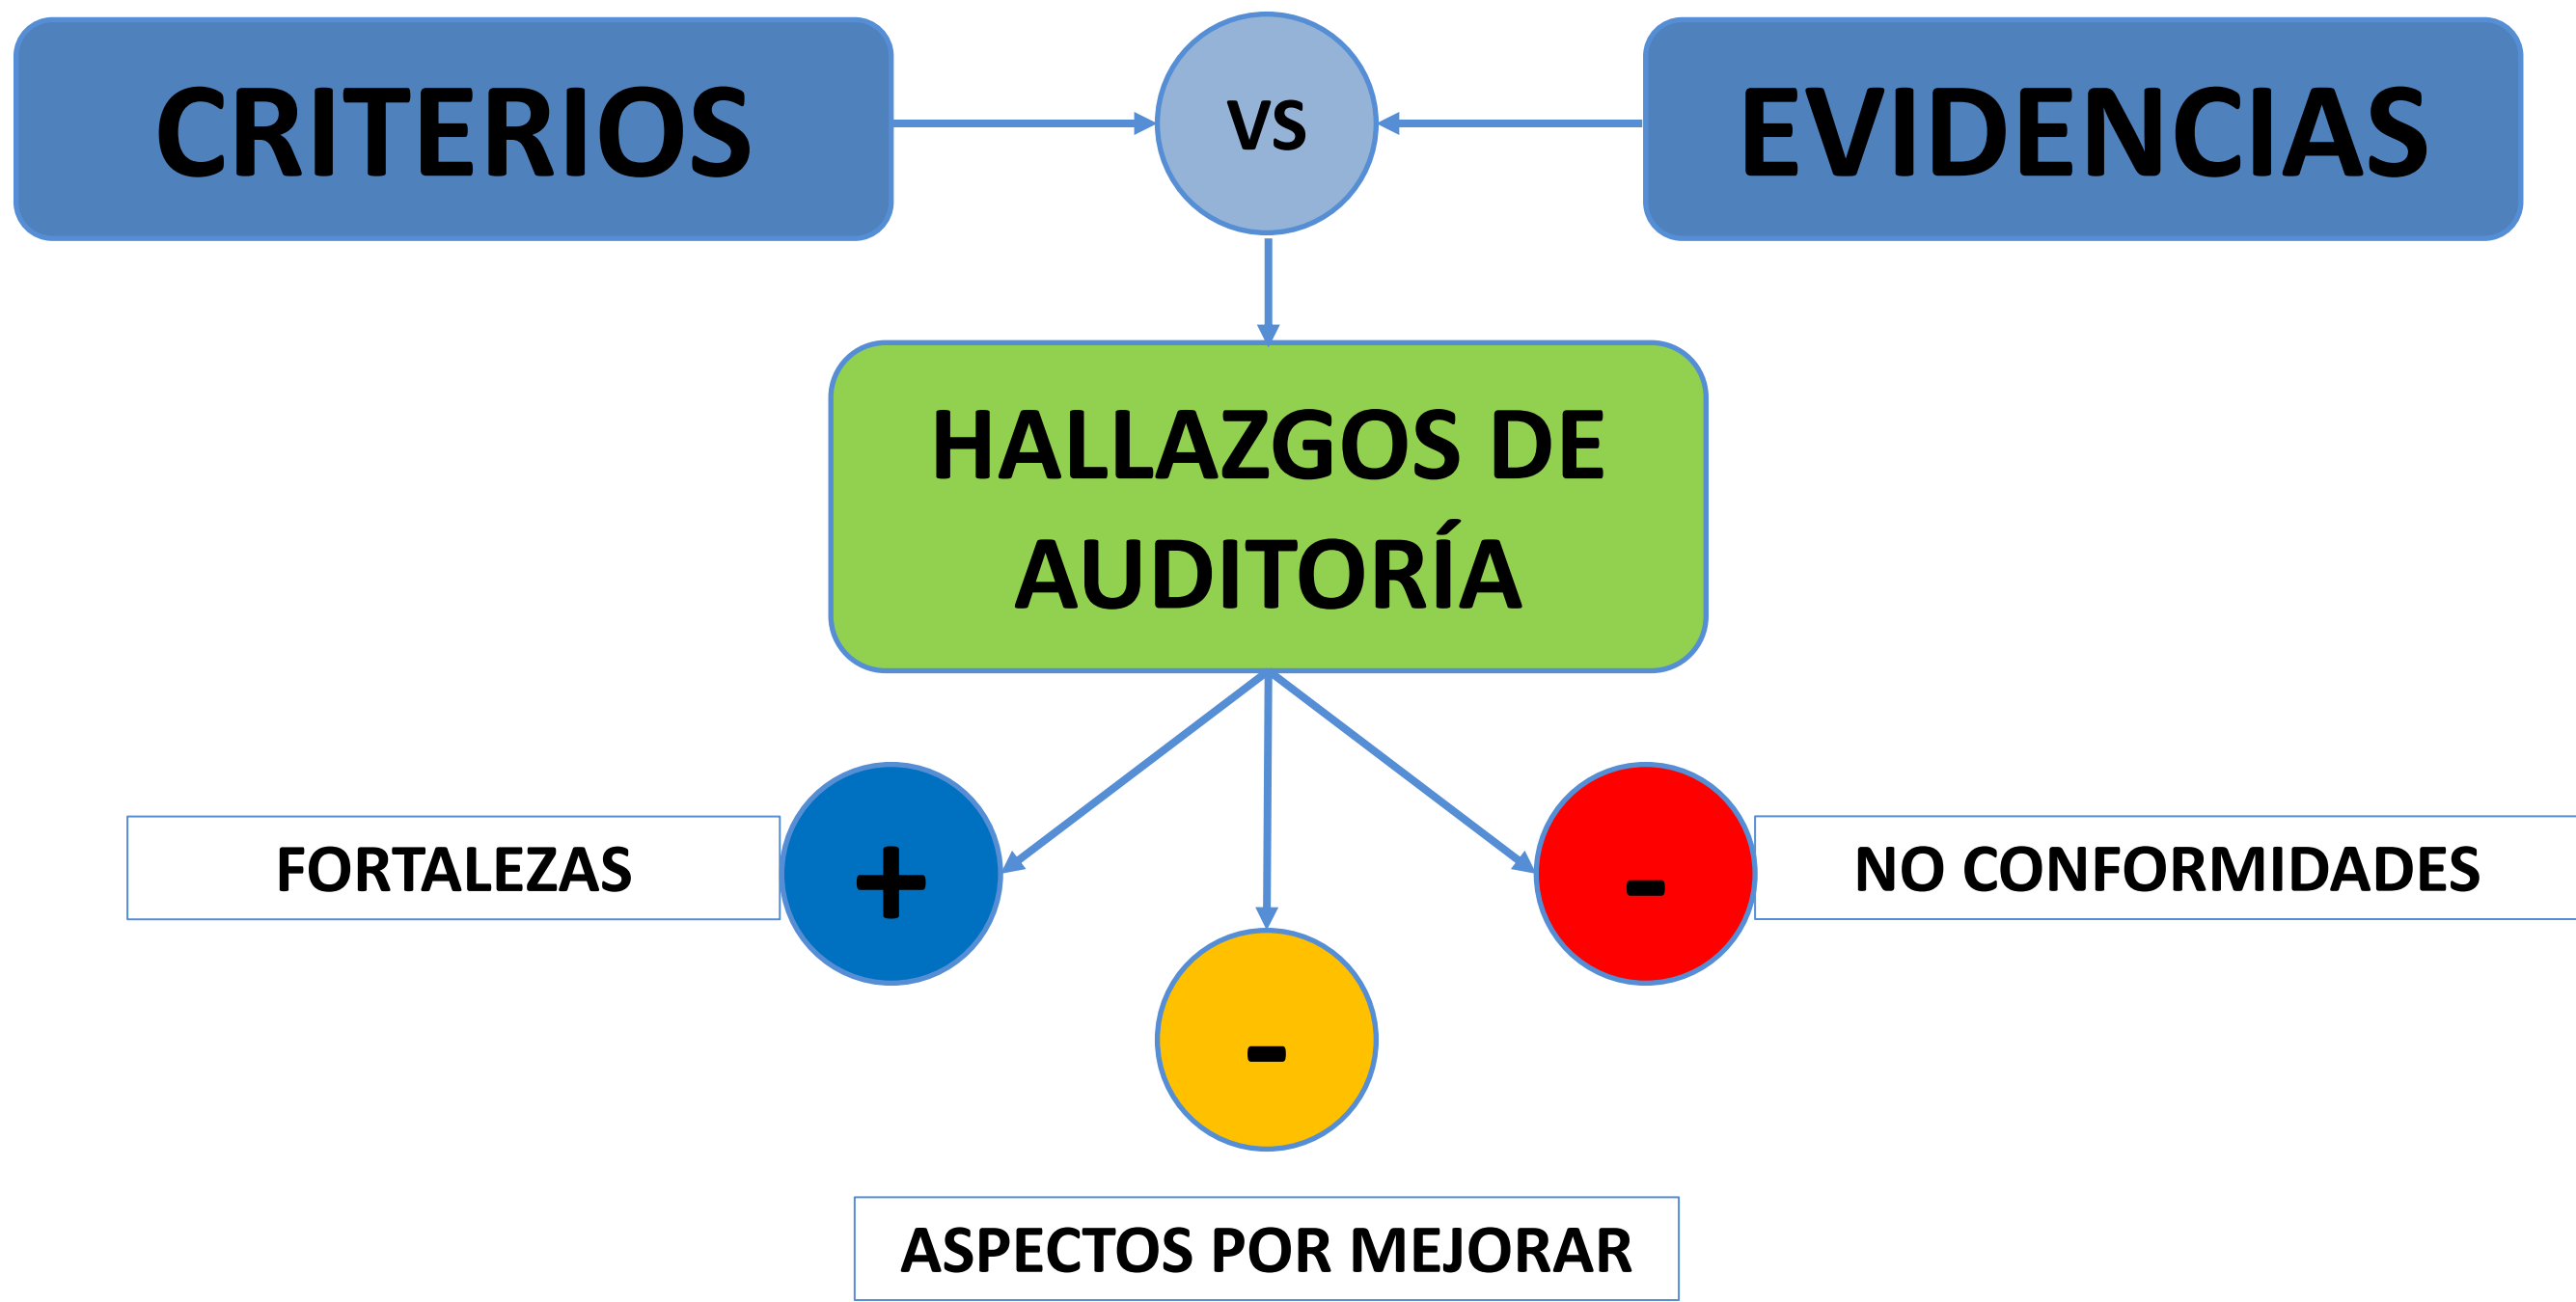 CRITERIOS
VS
EVIDENCIAS
HALLAZGOS DE
AUDITORÍA
FORTALEZAS
+
-
NO CONFORMIDADES
-
ASPECTOS POR MEJORAR